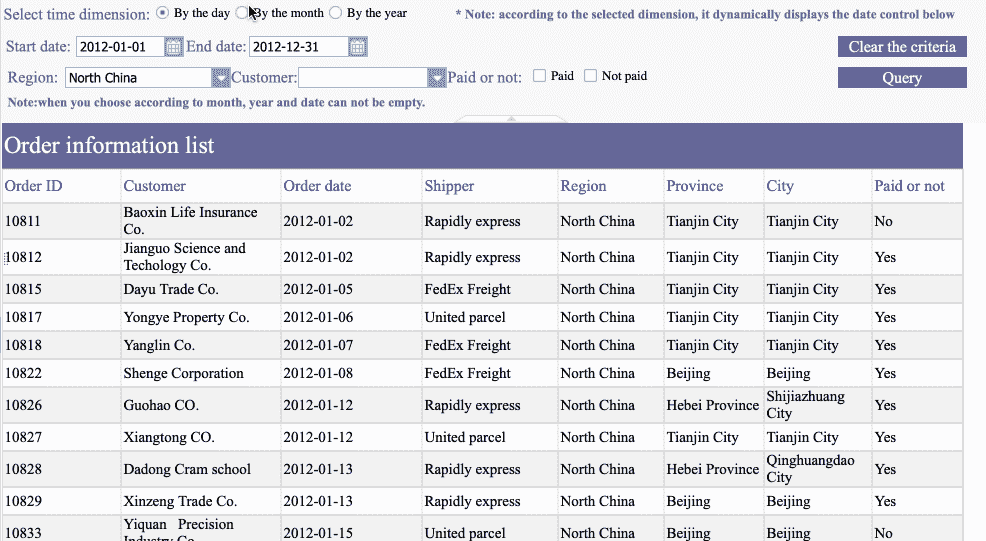 Select time dimension: By the day By the month By the year * Note: according to the selected dimension, it dynamically displays the date control below
Start date: 2012-01-01 End date: 2012-12-31 Clear the criteria
Region: North China Customer: Paid or not: Paid Not paid Query
Note:when you choose according to month, year and date can not be empty.
Order information list
Order ID Customer Order date Shipper Region Province City Paid or not
10811 Baoxin Life Insurance Co. 2012-01-02 Rapidly express North China Tianjin City Tianjin City No
10812 Jianguo Science and Techology Co. 2012-01-02 Rapidly express North China Tianjin City Tianjin City Yes
10815 Dayu Trade Co. 2012-01-05 FedEx Freight North China Tianjin City Tianjin City Yes
10817 Yongye Property Co. 2012-01-06 United parcel North China Tianjin City Tianjin City Yes
10818 Yanglin Co. 2012-01-07 FedEx Freight North China Tianjin City Tianjin City Yes
10822 Shenge Corporation 2012-01-08 FedEx Freight North China Beijing Beijing Yes
10826 Guohao CO. 2012-01-12 Rapidly express North China Hebei Province Shijiazhuang City Yes
10827 Xiangtong CO. 2012-01-12 United parcel North China Tianjin City Tianjin City Yes
10828 Dadong Cram school 2012-01-13 Rapidly express North China Hebei Province Qinghuangdao City Yes
10829 Xinzeng Trade Co. 2012-01-13 Rapidly express North China Beijing Beijing Yes
10833 Yiquan Precision Industry Co. 2012-01-15 United parcel North China Beijing Beijing No